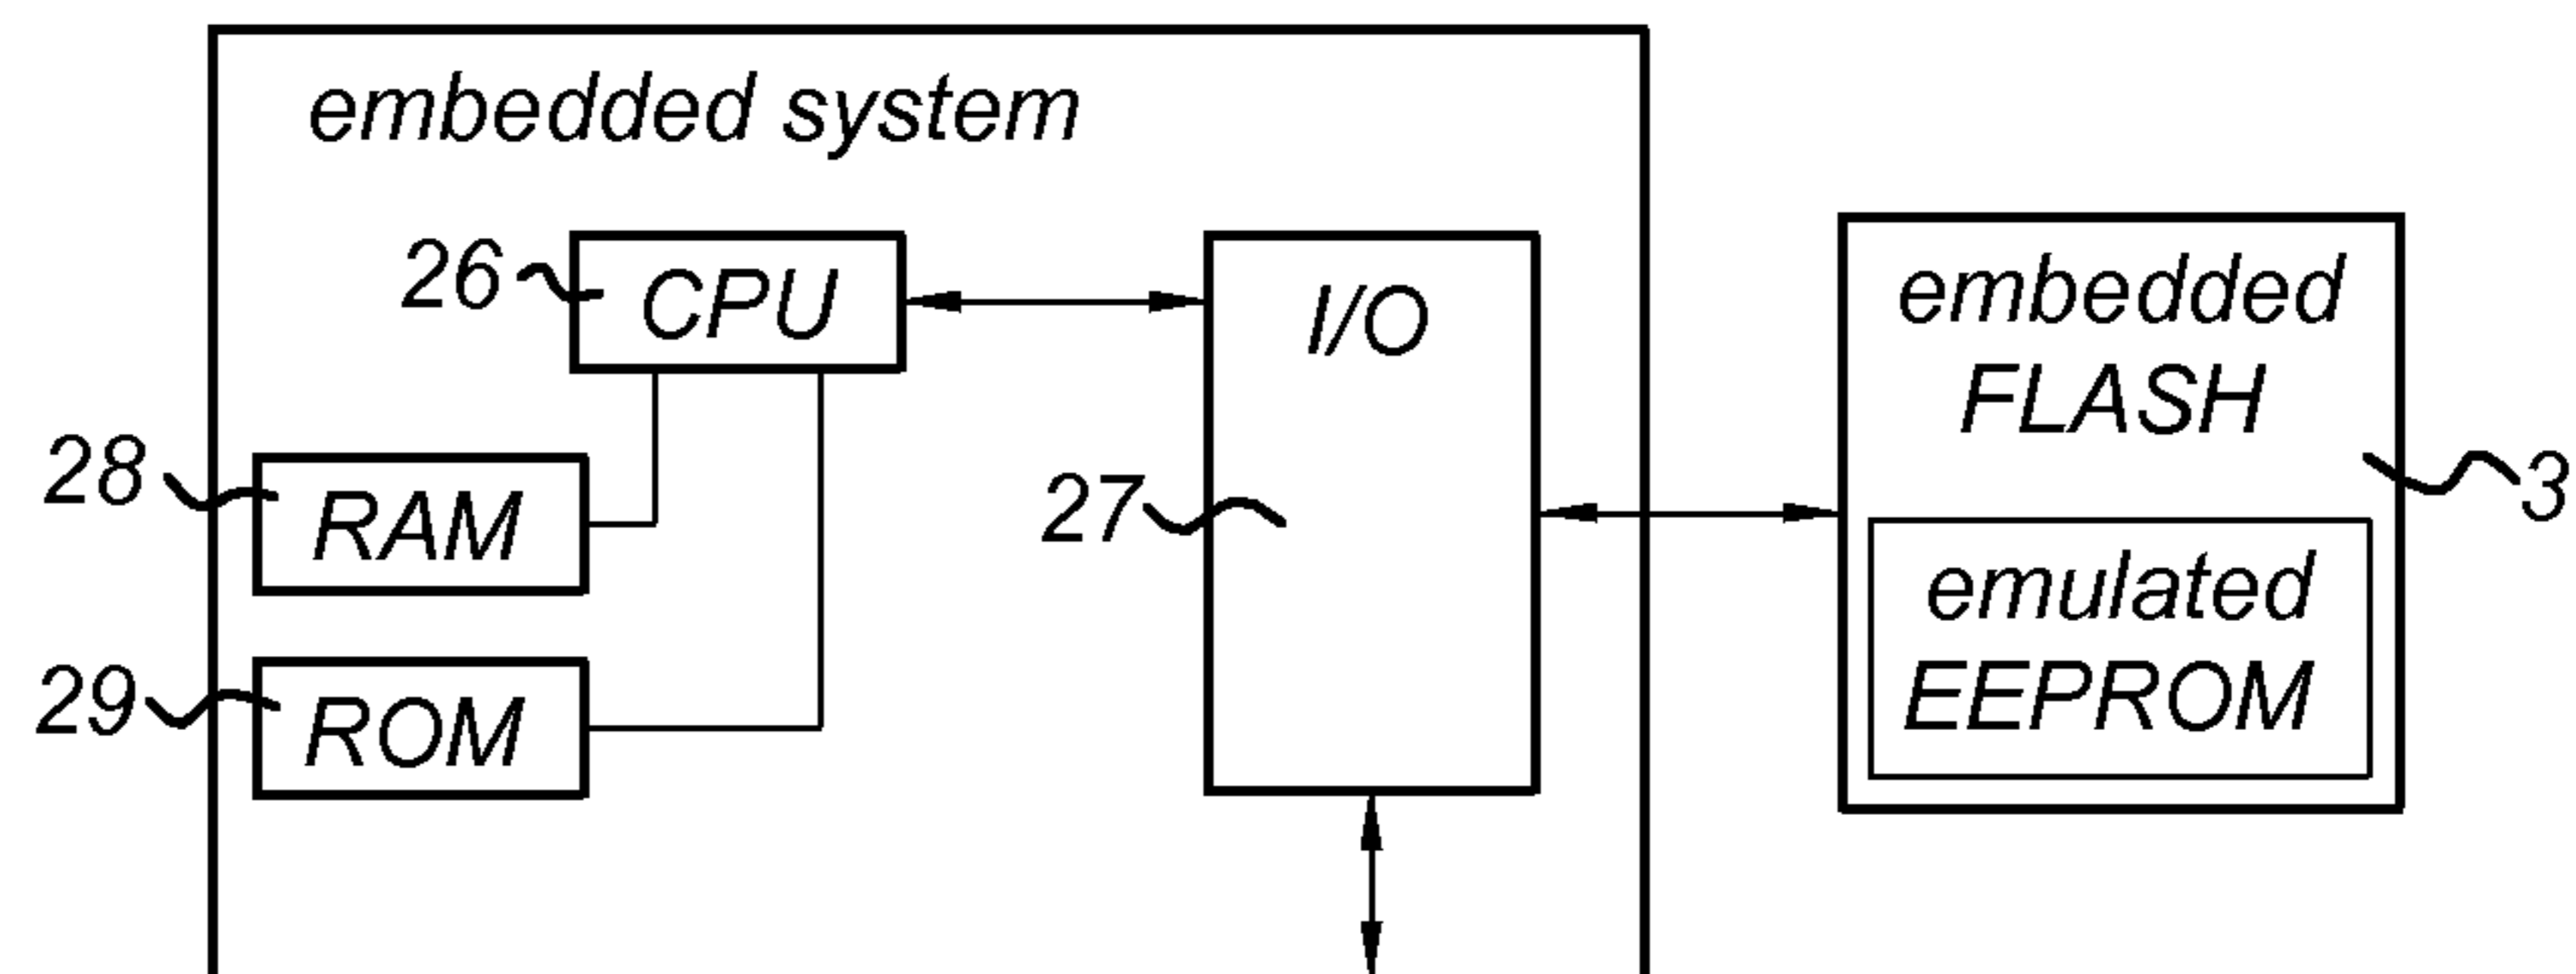 embedded system
26
CPU
I/O
embedded
FLASH
28
RAM
27
3
emulated
EEPROM
29
ROM